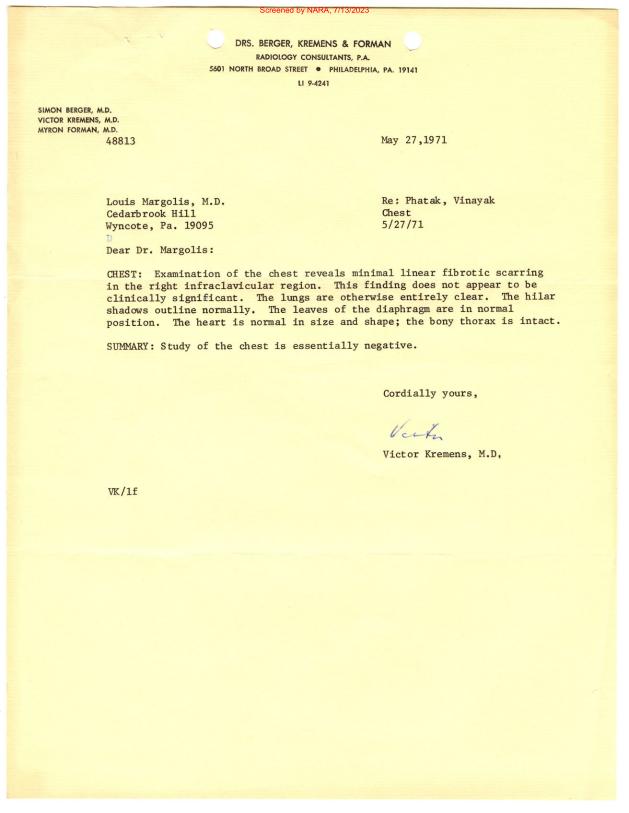 Screened by NARA, 7/13/2023
DRS. BERGER, KREMENS & FORMAN
RADIOLOGY CONSULTANTS, P.A.
5601 NORTH BROAD STREET ● PHILADELPHIA, PA. 19141
LI 9-4241
SIMON BERGER, M.D.
VICTOR KREMENS, M.D.
MYRON FORMAN, M.D.
48813
May 27,1971
Louis Margolis, M.D.
Cedarbrook Hill
Wyncote, Pa. 19095
Re: Phatak, Vinayak
Chest
5/27/71
Dear Dr. Margolis:
CHEST: Examination of the chest reveals minimal linear fibrotic scarring
in the right infraclavicular region. This finding does not appear to be
clinically significant. The lungs are otherwise entirely clear. The hilar
shadows outline normally. The leaves of the diaphragm are in normal
position. The heart is normal in size and shape; the bony thorax is intact.
SUMMARY: Study of the chest is essentially negative.
Cordially yours,
Victor
Victor Kremens, M.D.
VK/lf